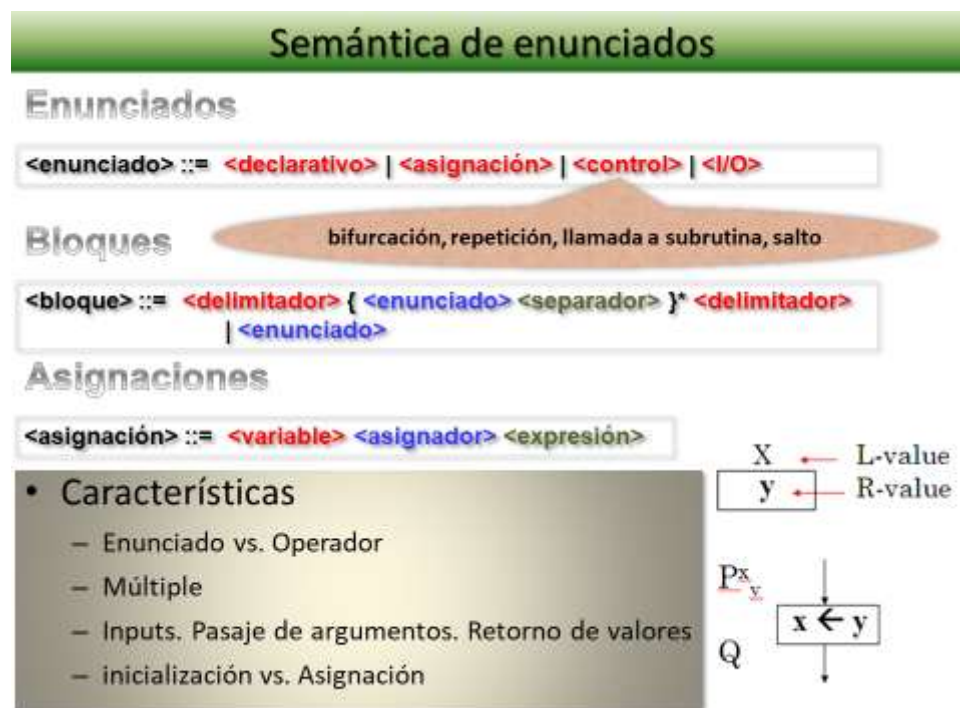 Semántica de enunciados
Enunciados
<enunciado> ::= <declarativo> | <asignación> | <control> | <I/O>
bifurcación, repetición, llamada a subrutina, salto
Bloques
<bloque> ::= <delimitador> { <enunciado> <separador> }* <delimitador>
| <enunciado>
Asignaciones
<asignación> ::= <variable> <asignador> <expresión>
X ← L-value
y ← R-value
• Características
– Enunciado vs. Operador
– Múltiple
– Inputs. Pasaje de argumentos. Retorno de valores
– inicialización vs. Asignación
Pxy
x ← y
Q